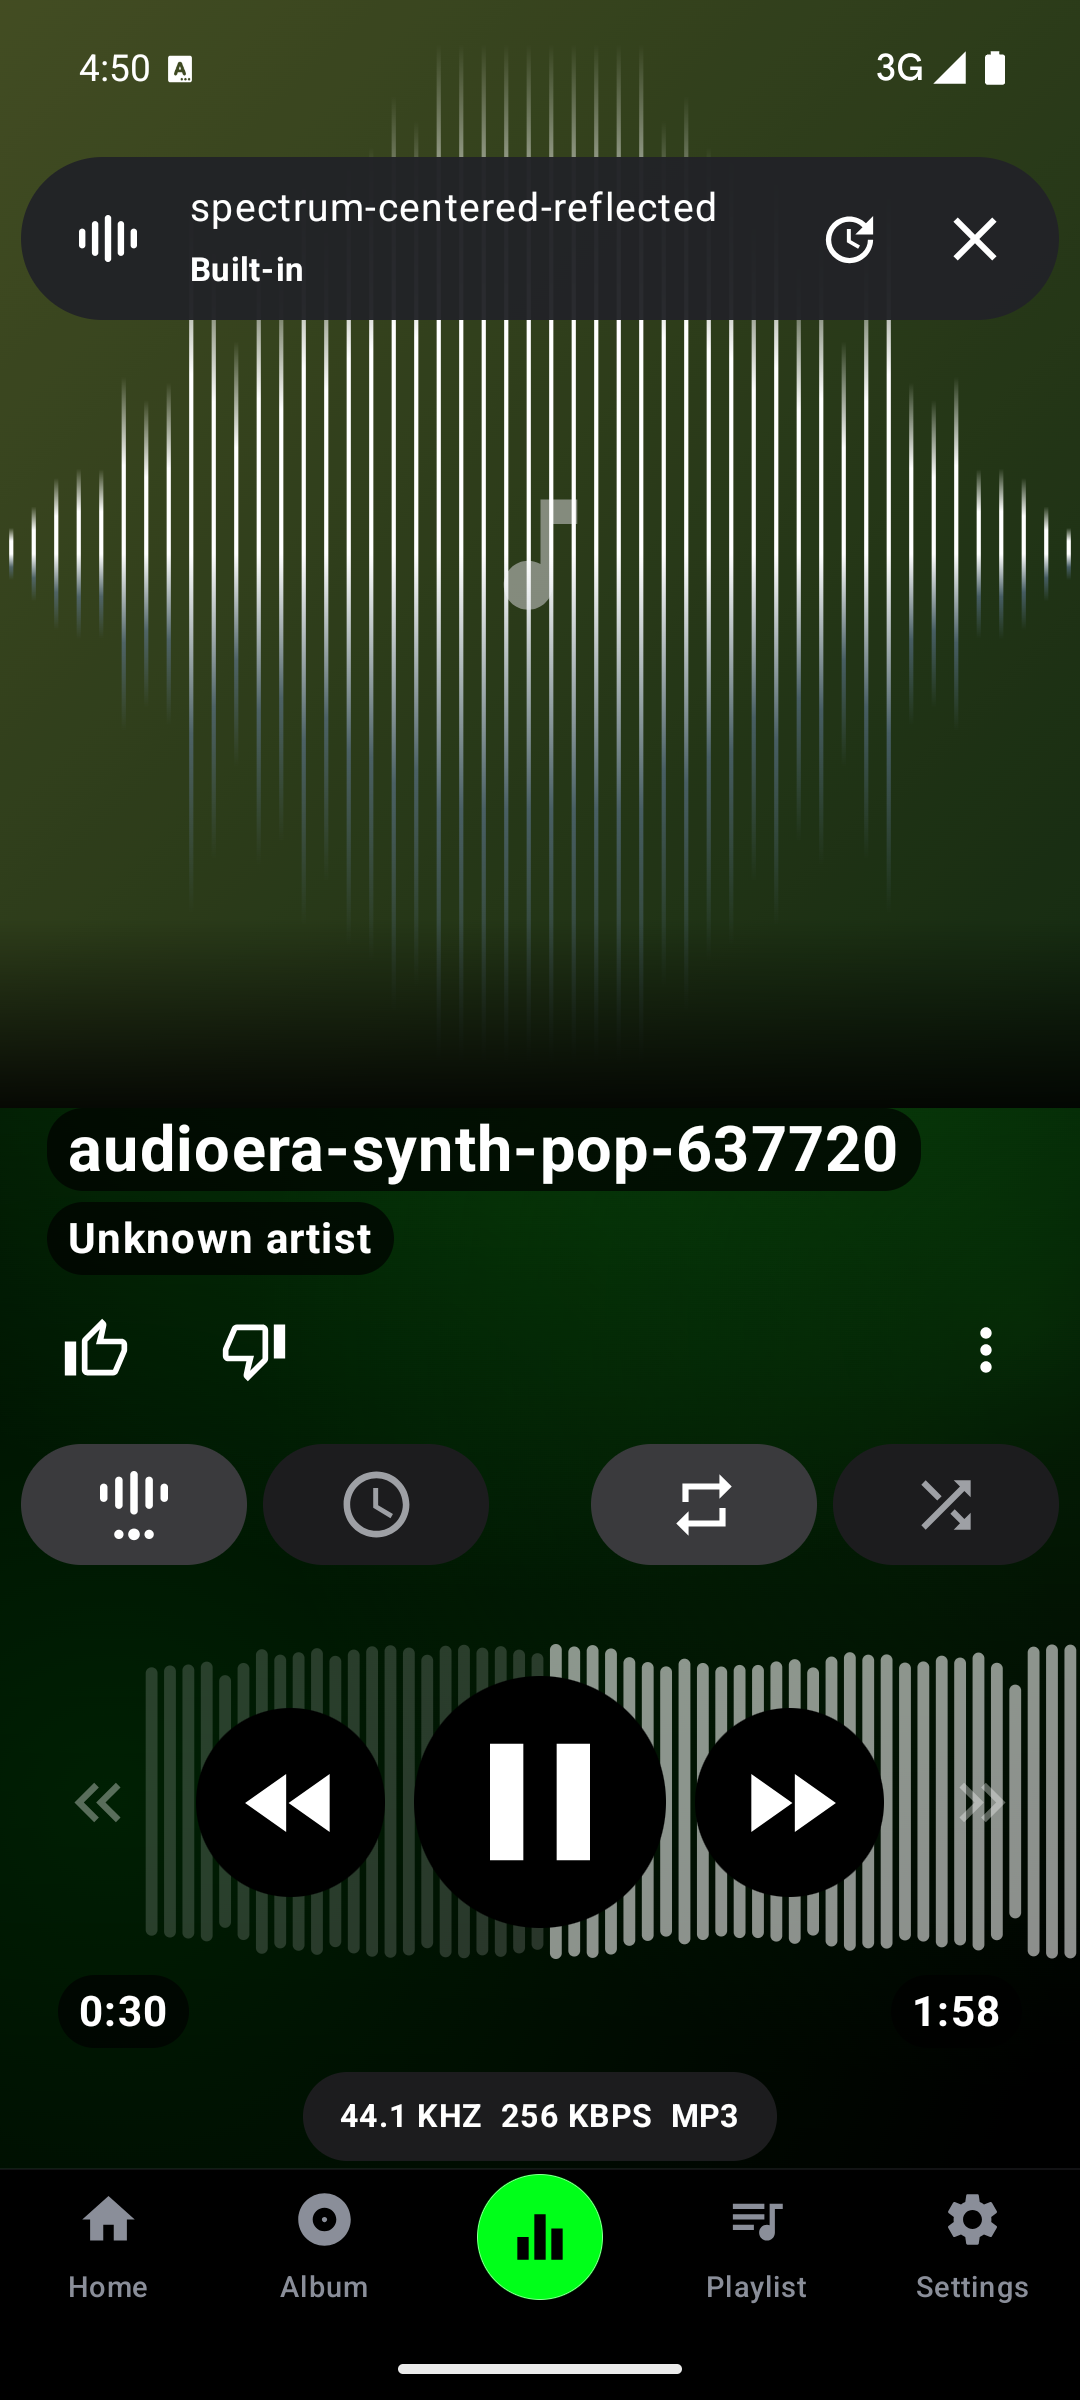 4:50
3G
spectrum-centered-reflected
Built-in
audioera-synth-pop-637720
Unknown artist
0:30
1:58
44.1 KHZ 256 KBPS MP3
Home
Album
Playlist
Settings